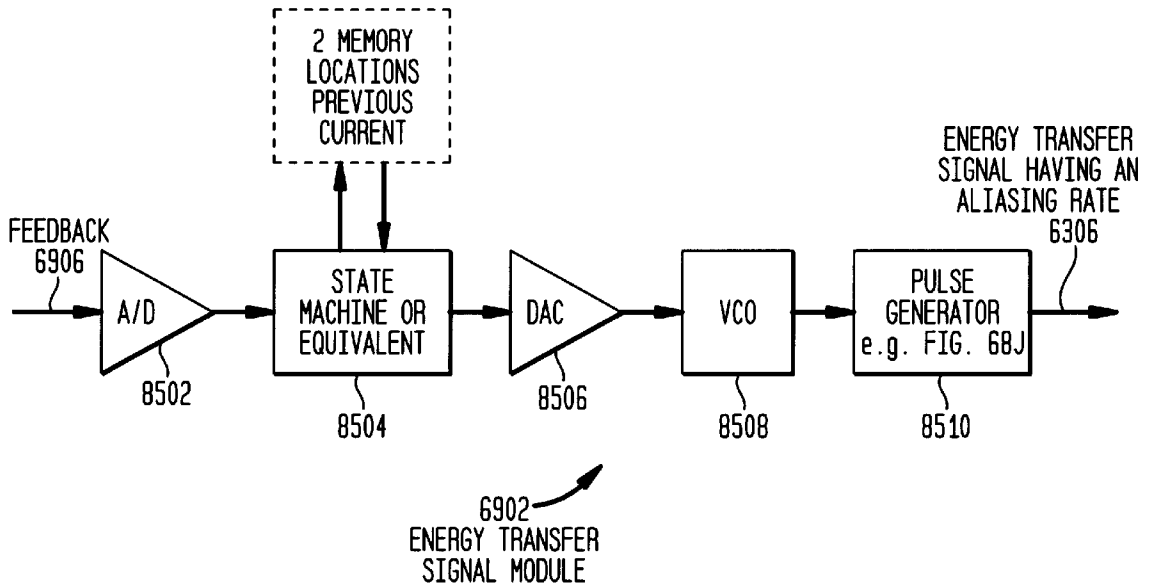 2 MEMORY
LOCATIONS
PREVIOUS
CURRENT
ENERGY TRANSFER
SIGNAL HAVING AN
ALIASING RATE
6306
FEEDBACK
6906
A/D
8502
STATE
MACHINE OR
EQUIVALENT
8504
DAC
8506
VCO
8508
PULSE
GENERATOR
e.g. FIG. 68J
8510
6902
ENERGY TRANSFER
SIGNAL MODULE